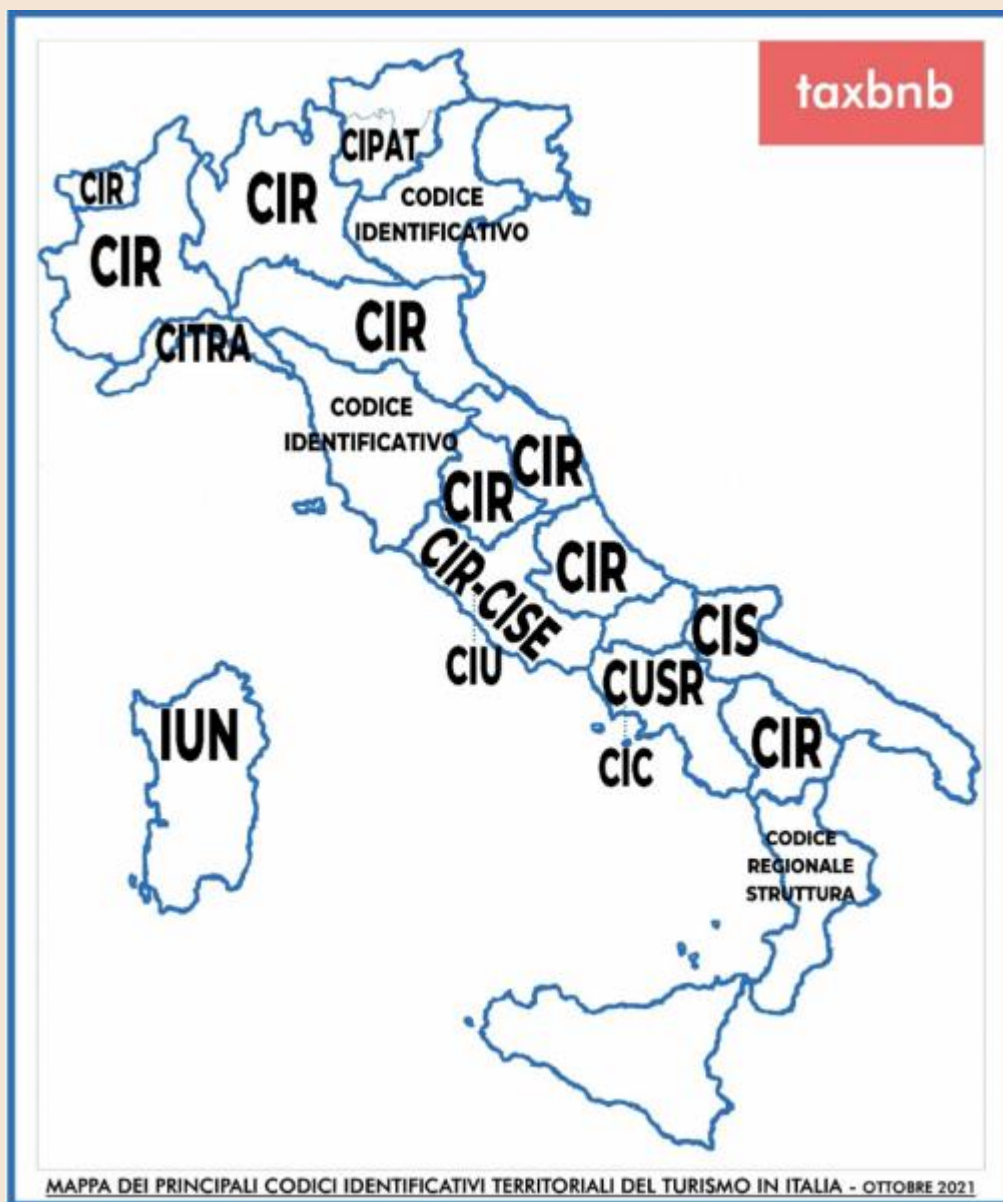 taxbnb
CIPAT
CIR
CIR
CODICE
IDENTIFICATIVO
CIR
CITRA
CIR
CODICE
IDENTIFICATIVO
CIR
CIR
CIR-CISE
CIR
CIS
CIU
CUSR
IUN
CIR
CIC
CODICE
REGIONALE
STRUTTURA
MAPPA DEI PRINCIPALI CODICI IDENTIFICATIVI TERRITORIALI DEL TURISMO IN ITALIA - OTTOBRE 2021